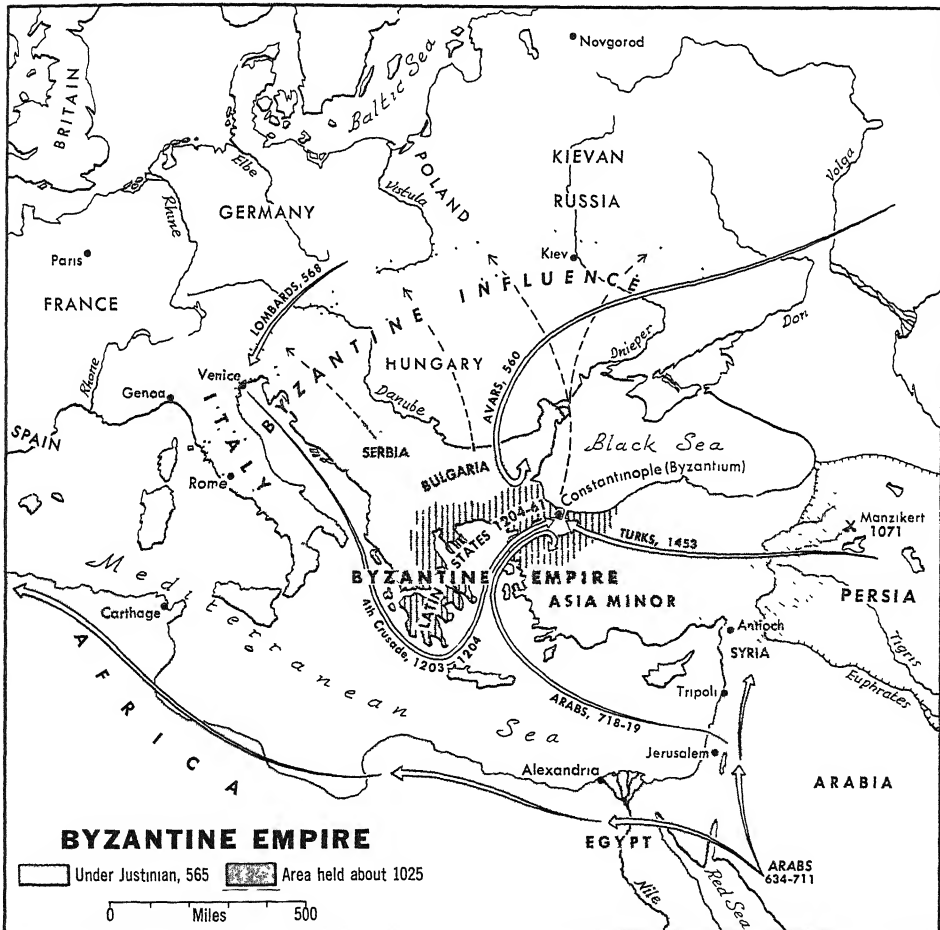 Novgorod
BRITAIN
Baltic Sea
Elbe
POLAND
KIEVAN
RUSSIA
Volga
Rhine
GERMANY
Vistula
Paris
Kiev
FRANCE
LOMBARDS, 568
BYZANTINE INFLUENCE
Don
Dnieper
HUNGARY
AVARS, 560
Rhone
Venice
Genoa
Danube
ITALY
SPAIN
SERBIA
Black Sea
BULGARIA
Rome
Constantinople (Byzantium)
Manzikert
1071
LATIN STATES 1204-61
TURKS, 1453
BYZANTINE EMPIRE
ASIA MINOR
PERSIA
Mediterranean Sea
Carthage
4th Crusade, 1203-1204
Antioch
SYRIA
Tigris
Euphrates
Tripoli
ARABS, 718-19
AFRICA
Jerusalem
Alexandria
ARABIA
EGYPT
ARABS
634-711
Nile
Red Sea
BYZANTINE EMPIRE
Under Justinian, 565 Area held about 1025
0 Miles 500